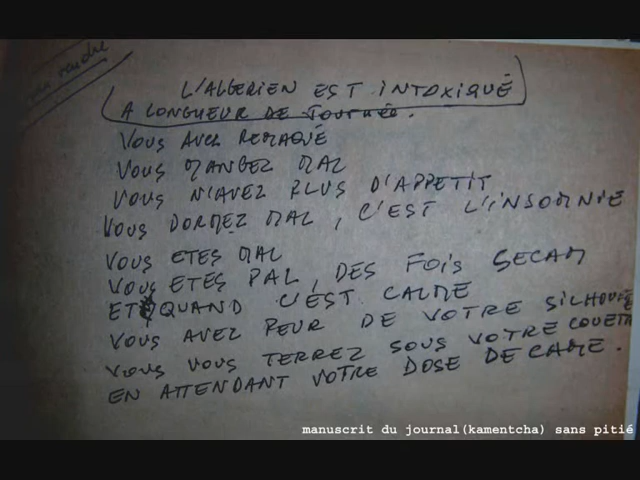 L'ALGERIEN EST INTOXIQUÉ
A LONGUEUR DE JOURNÉE.
VOUS AVEZ REMAQUÉ
VOUS MANGEZ MAL
VOUS N'AVEZ PLUS D'APPETIT
VOUS DORMEZ MAL, C'EST L'INSOMNIE
VOUS ETES MAL
VOUS ETES PAL, DES FOIS SECAM
ET QUAND C'EST CALME
VOUS AVEZ PEUR DE VOTRE SILHOUETTE
VOUS VOUS TERREZ SOUS VOTRE COUETTE
EN ATTENDANT VOTRE DOSE DE CAME.
manuscrit du journal(kamentcha) sans pitié